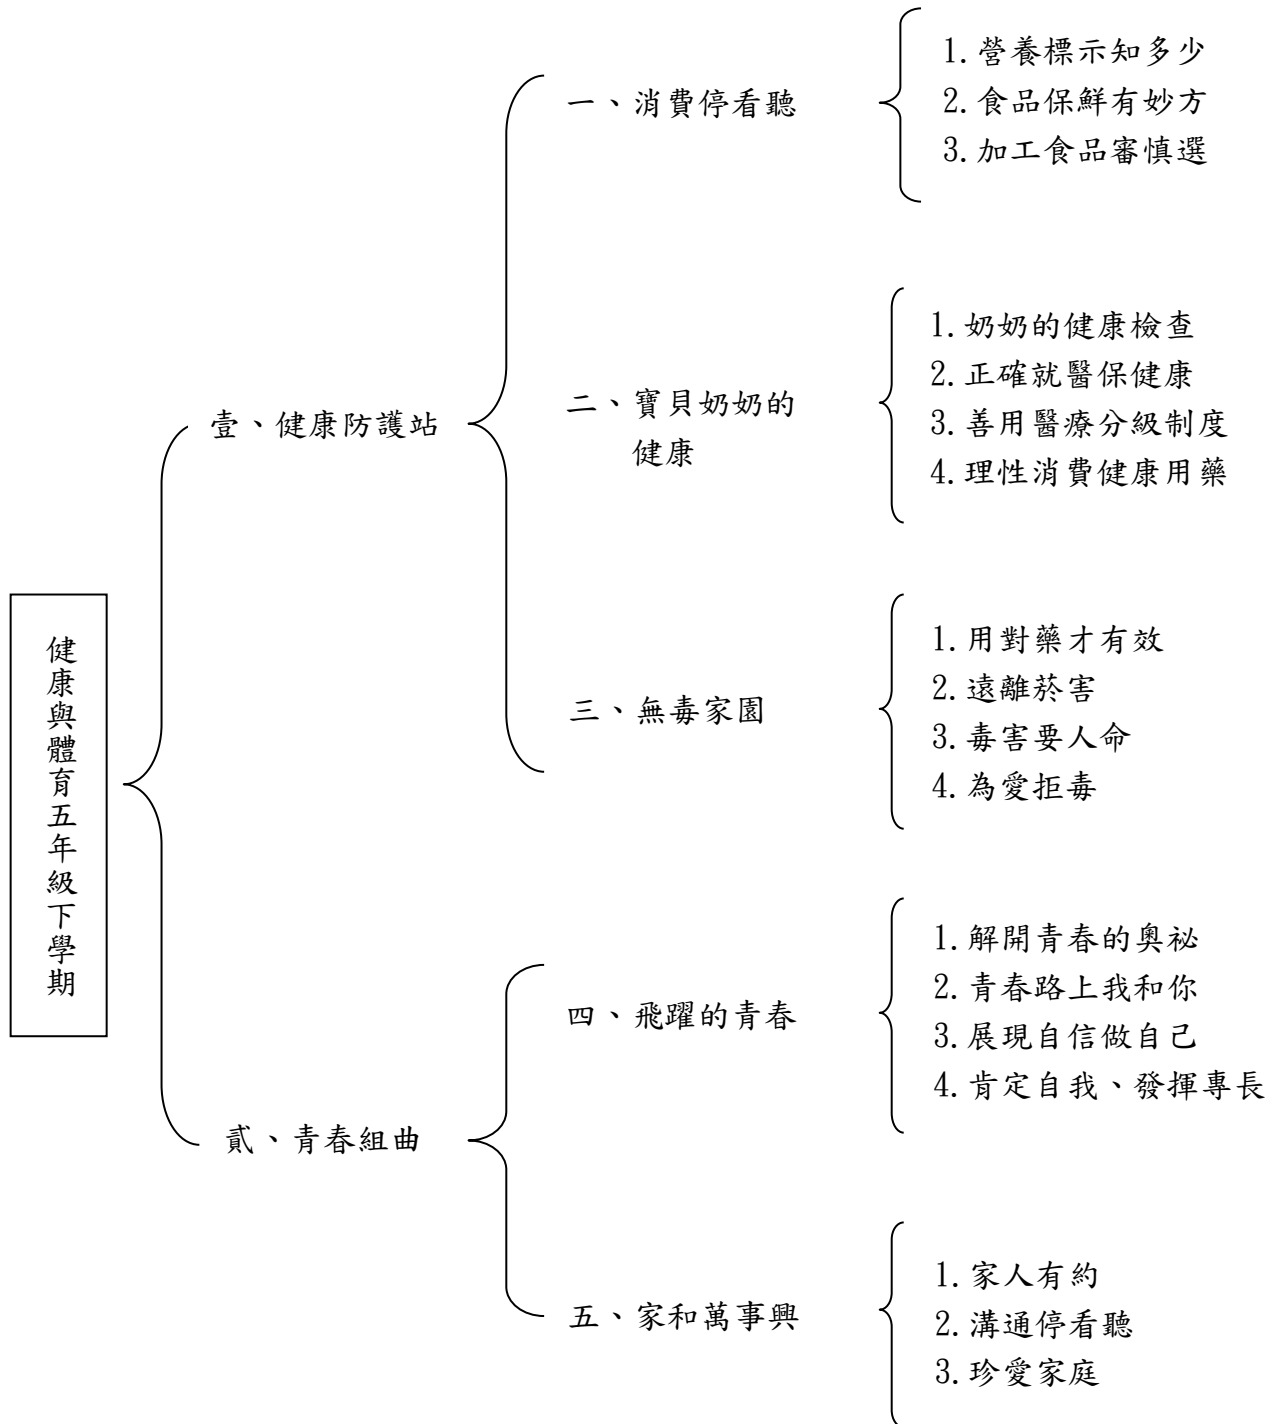 健康與體育五年級下學期
壹、健康防護站
一、消費停看聽
1.營養標示知多少
2.食品保鮮有妙方
3.加工食品審慎選
二、寶貝奶奶的
健康
1.奶奶的健康檢查
2.正確就醫保健康
3.善用醫療分級制度
4.理性消費健康用藥
三、無毒家園
1.用對藥才有效
2.遠離菸害
3.毒害要人命
4.為愛拒毒
貳、青春組曲
四、飛躍的青春
1.解開青春的奧祕
2.青春路上我和你
3.展現自信做自己
4.肯定自我、發揮專長
五、家和萬事興
1.家人有約
2.溝通停看聽
3.珍愛家庭